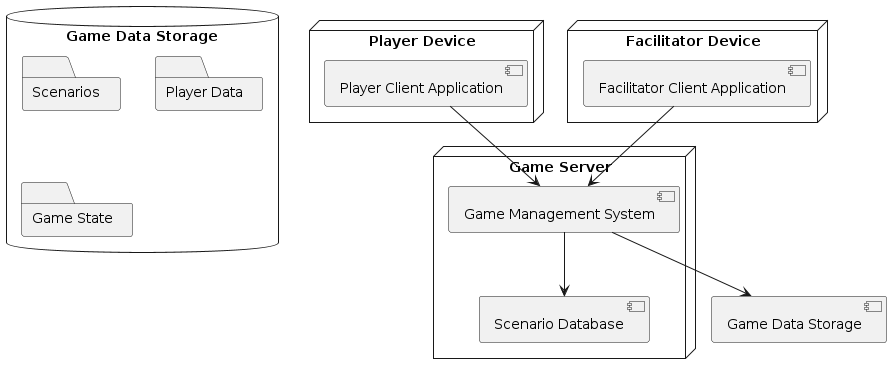 Game Data Storage
Scenarios
Player Data
Game State
Player Device
Player Client Application
Facilitator Device
Facilitator Client Application
Game Server
Game Management System
Scenario Database
Game Data Storage